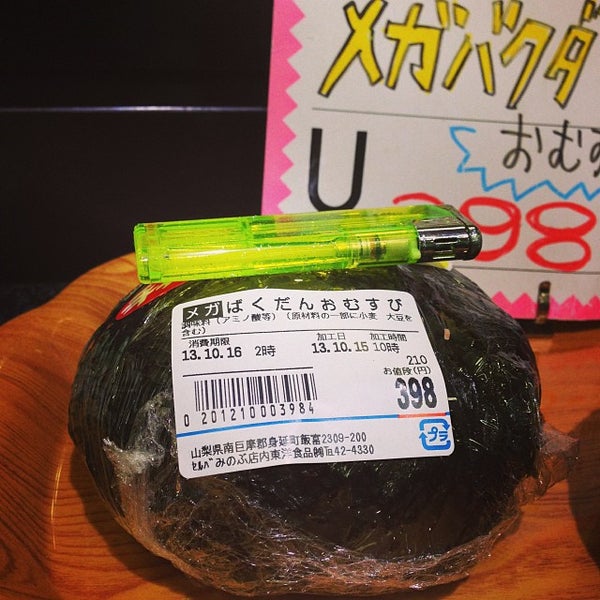 メガバクダ
おむす
U
398
メガ ばくだんおむすび
調味料(アミノ酸等) (原材料の一部に小麦 大豆を
含む)
消費期限 加工日 加工時間
13.10.16 2時 13.10.15 10時
210
お値段(円)
398
0 201210003984
プラ
山梨県南巨摩郡身延町飯富2309-200
セルバみのぶ店内東洋食品㈱℡42-4330